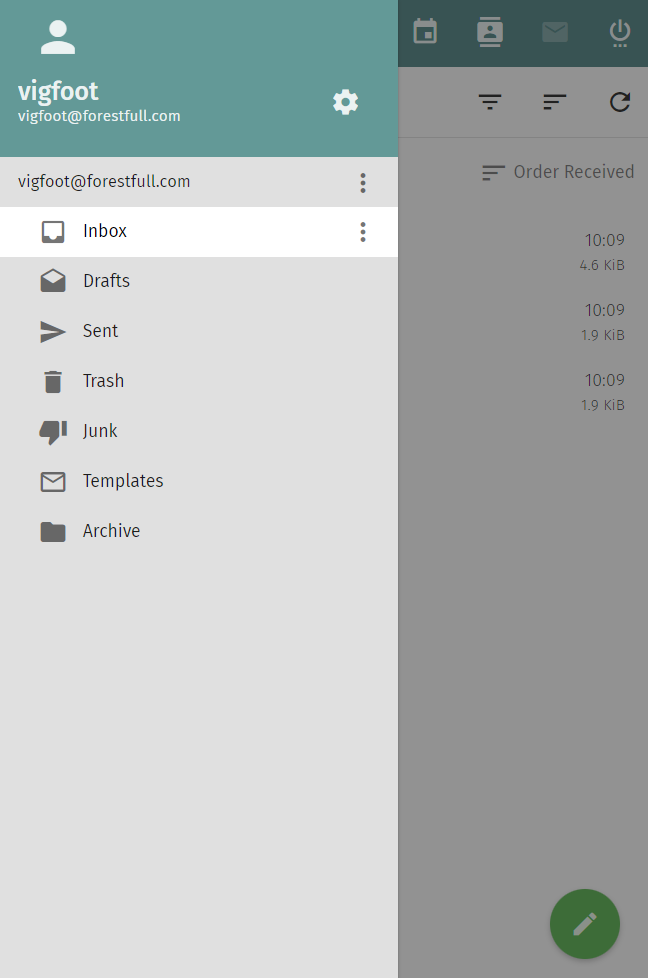 vigfoot
vigfoot@forestfull.com
vigfoot@forestfull.com
Inbox
Drafts
Sent
Trash
Junk
Templates
Archive
Order Received
10:09
4.6 KiB
10:09
1.9 KiB
10:09
1.9 KiB